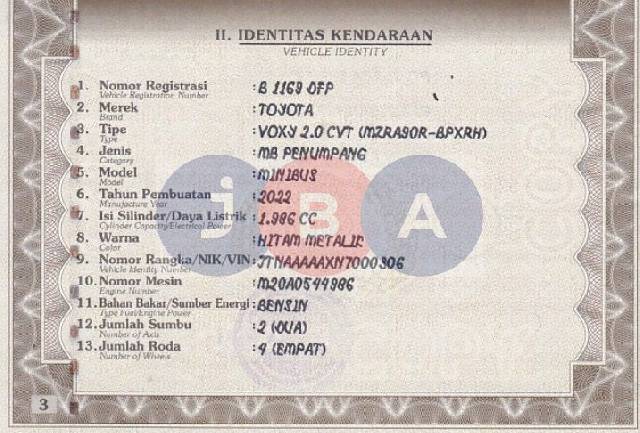 II. IDENTITAS KENDARAAN
VEHICLE IDENTITY
1. Nomor Registrasi : B 1169 OFP
Vehicle Registration Number
2. Merek : TOYOTA
Brand
3. Tipe : VOXY 2.0 CVT (MZRA90R-BPXRH)
Type
4. Jenis : MB PENUMPANG
Category
5. Model : MINIBUS
Model
6. Tahun Pembuatan : 2022
Manufacture Year
7. Isi Silinder/Daya Listrik : 1.986 CC
Cylinder Capacity/Electrical Power
8. Warna : HITAM METALIK
Color
9. Nomor Rangka/NIK/VIN : JTNAAAAAXN7000306
Vehicle Identity Number
10. Nomor Mesin : M20A0544986
Engine Number
11. Bahan Bakar/Sumber Energi : BENSIN
Type Fuel/Engine Power
12. Jumlah Sumbu : 2 (DUA)
Number of Axle
13. Jumlah Roda : 4 (EMPAT)
Number of Wheels
jBA
3